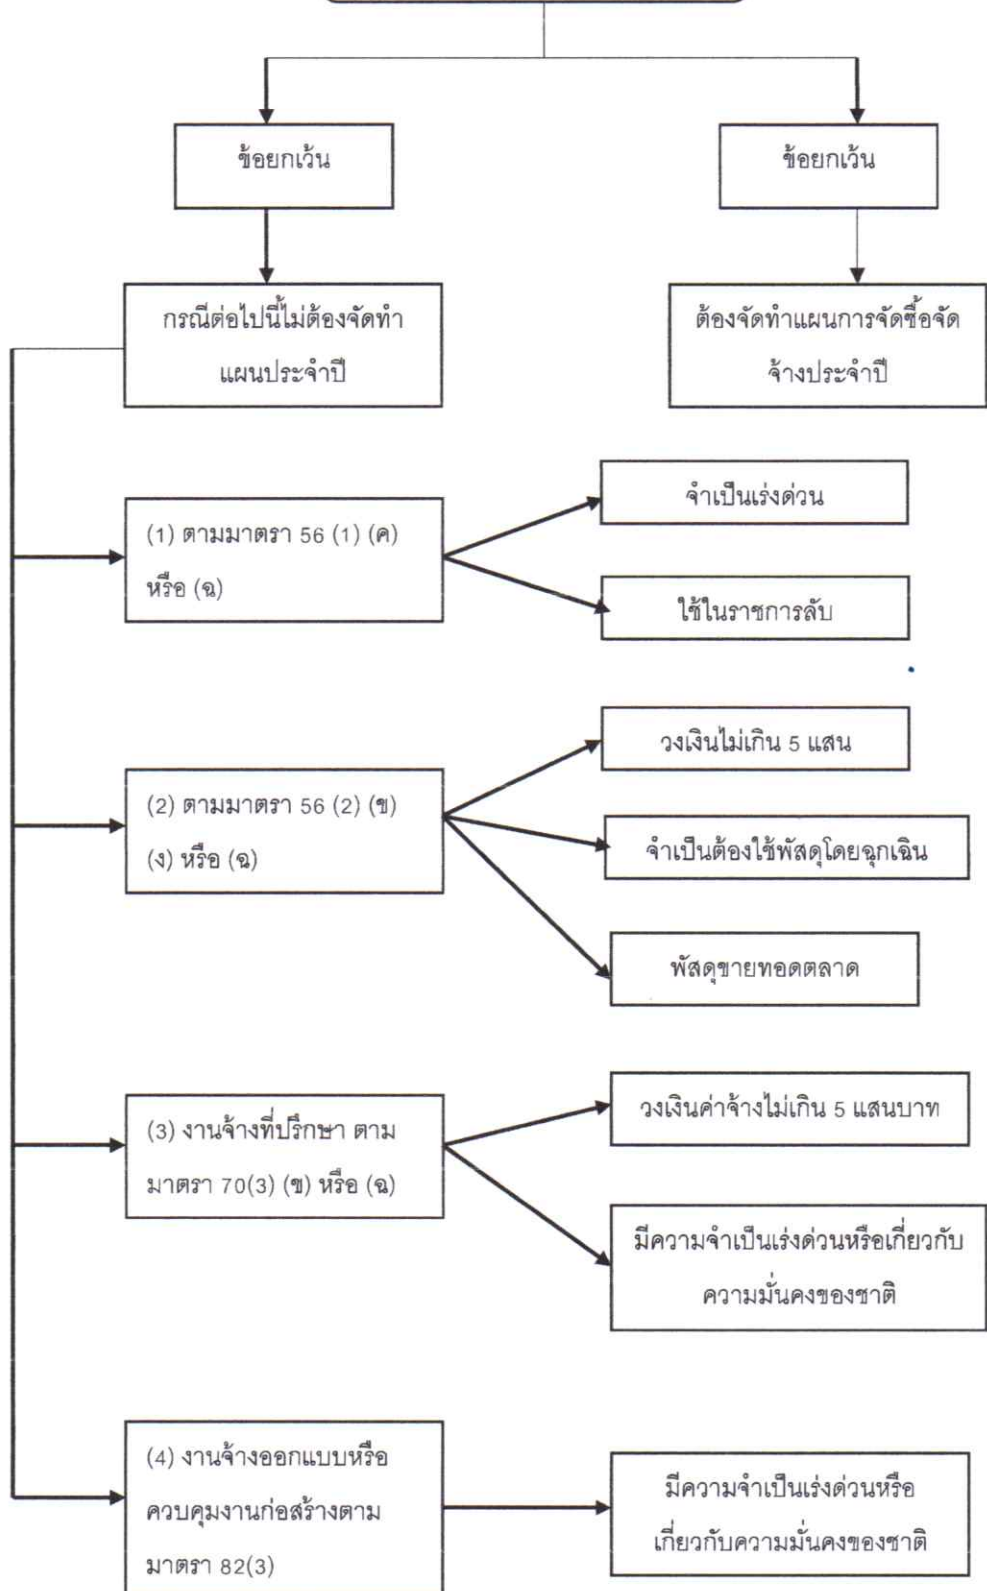 ข้อยกเว้น
ข้อยกเว้น
กรณีต่อไปนี้ไม่ต้องจัดทำ
แผนประจำปี
ต้องจัดทำแผนการจัดซื้อจัด
จ้างประจำปี
(1) ตามมาตรา 56 (1) (ค)
หรือ (ฉ)
จำเป็นเร่งด่วน
ใช้ในราชการลับ
(2) ตามมาตรา 56 (2) (ข)
(ง) หรือ (ฉ)
วงเงินไม่เกิน 5 แสน
จำเป็นต้องใช้พัสดุโดยฉุกเฉิน
พัสดุขายทอดตลาด
(3) งานจ้างที่ปรึกษา ตาม
มาตรา 70(3) (ข) หรือ (ฉ)
วงเงินค่าจ้างไม่เกิน 5 แสนบาท
มีความจำเป็นเร่งด่วนหรือเกี่ยวกับ
ความมั่นคงของชาติ
(4) งานจ้างออกแบบหรือ
ควบคุมงานก่อสร้างตาม
มาตรา 82(3)
มีความจำเป็นเร่งด่วนหรือ
เกี่ยวกับความมั่นคงของชาติ